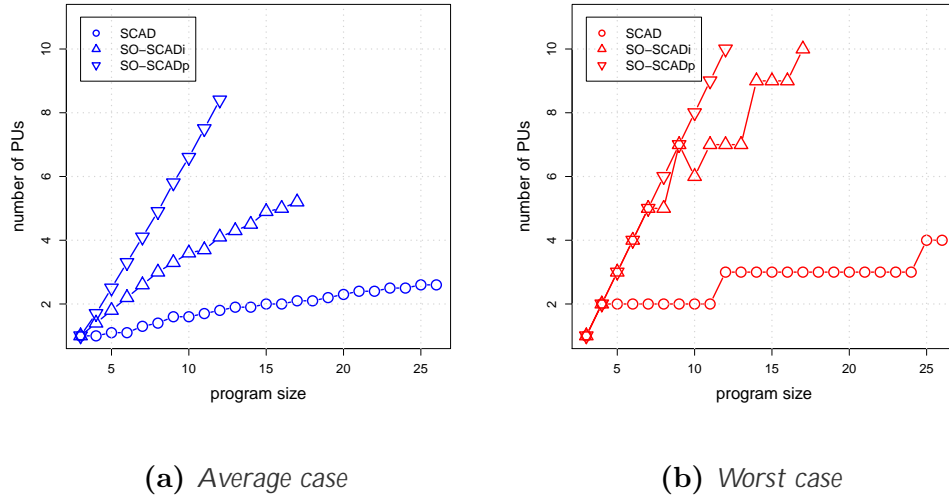 SCAD
SO−SCADi
SO−SCADp
10
8
6
4
2
number of PUs
5 10 15 20 25
program size
(a) Average case
SCAD
SO−SCADi
SO−SCADp
10
8
6
4
2
number of PUs
5 10 15 20 25
program size
(b) Worst case